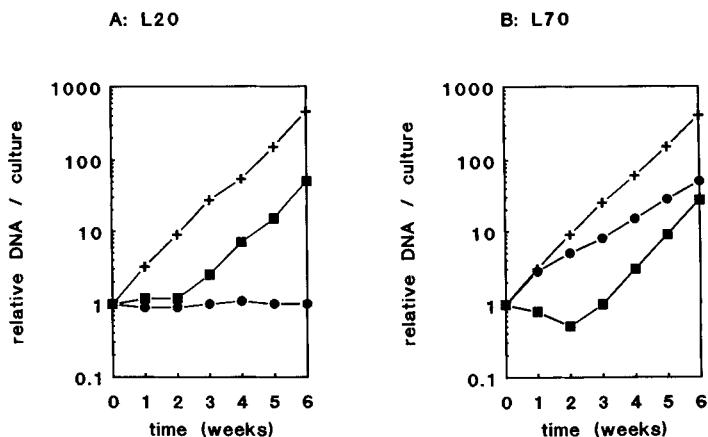 A: L20
B: L70
relative DNA / culture
1000
100
10
1
0.1
0 1 2 3 4 5 6
time (weeks)
relative DNA / culture
1000
100
10
1
0.1
0 1 2 3 4 5 6
time (weeks)